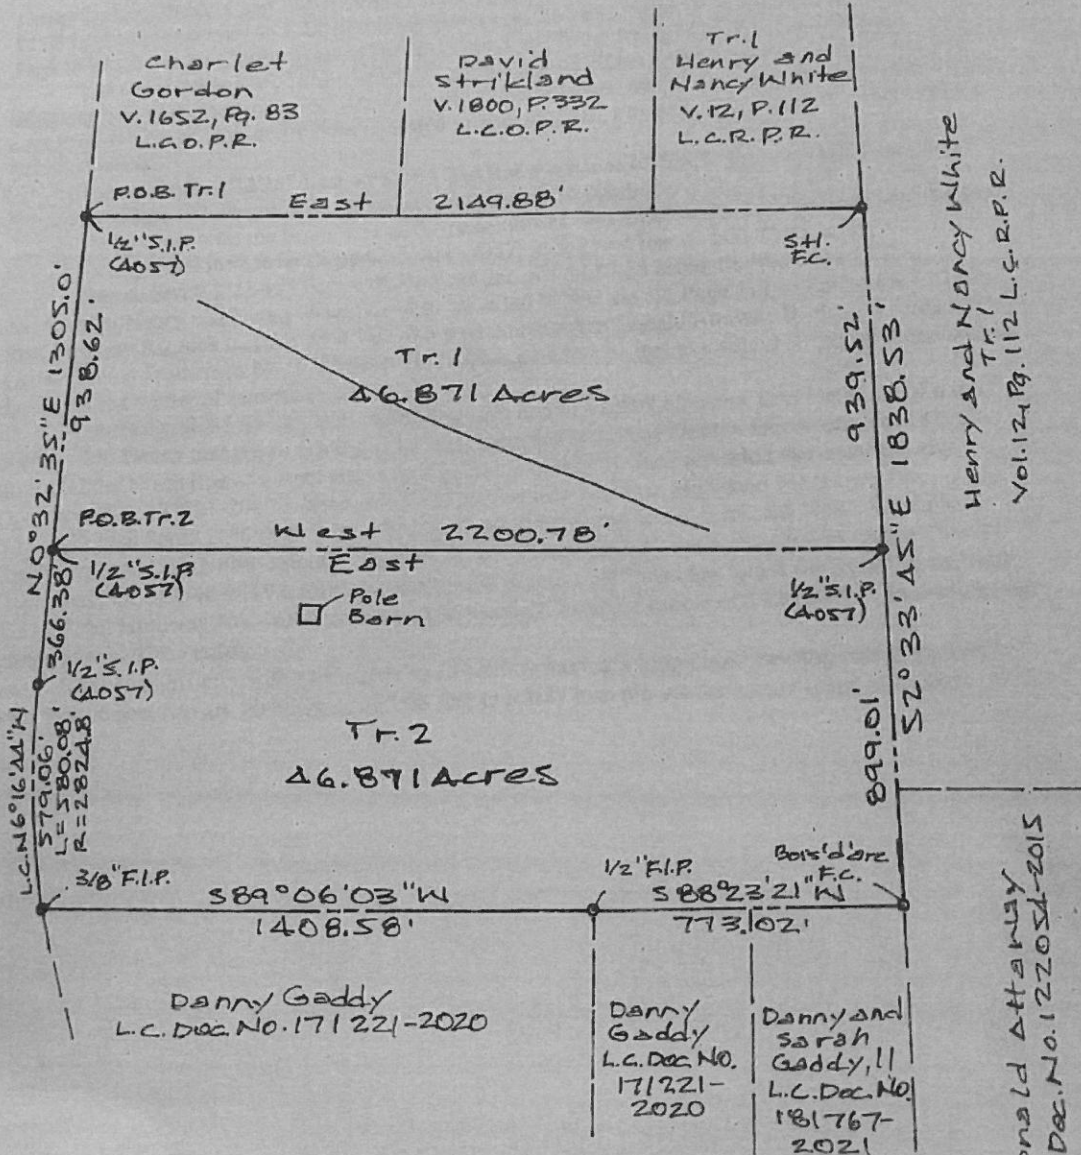 Charlet
Gordon
V. 1652, Pg. 83
L.C.O.P.R.
David
Strikland
V. 1800, P. 332
L.C.O.P.R.
Tr. 1
Henry and
Nancy White
V. 12, P. 112
L.C.R.P.R.
P.O.B. Tr. 1
East 2149.88'
1/2" S.I.P.
(4057)
S.H.
F.C.
N 0°32'35" E 1305.0'
938.62'
Tr. 1
46.871 Acres
939.52'
S 2°33'45" E 1838.53'
Henry and Nancy White
Tr. 1
Vol. 12, Pg. 112 L.C.R.P.R.
P.O.B. Tr. 2
West 2200.78'
East
1/2" S.I.P.
(4057)
Pole
Barn
1/2" S.I.P.
(4057)
366.38'
1/2" S.I.P.
(4057)
Tr. 2
46.871 Acres
899.01'
L.C. N 6°16'44" W
579.06'
L = 580.08'
R = 2824.8
3/8" F.I.P.
S 89°06'03" W
1408.58'
1/2" F.I.P.
Bois'd'arc
F.C.
S 88°23'21" W
773.02'
Danny Gaddy
L.C. Doc. No. 171221-2020
Danny
Gaddy
L.C. Doc. No.
171221-
2020
Danny and
Sarah
Gaddy, II
L.C. Doc. No.
181767-
2021
Doc. No. 122054-2015